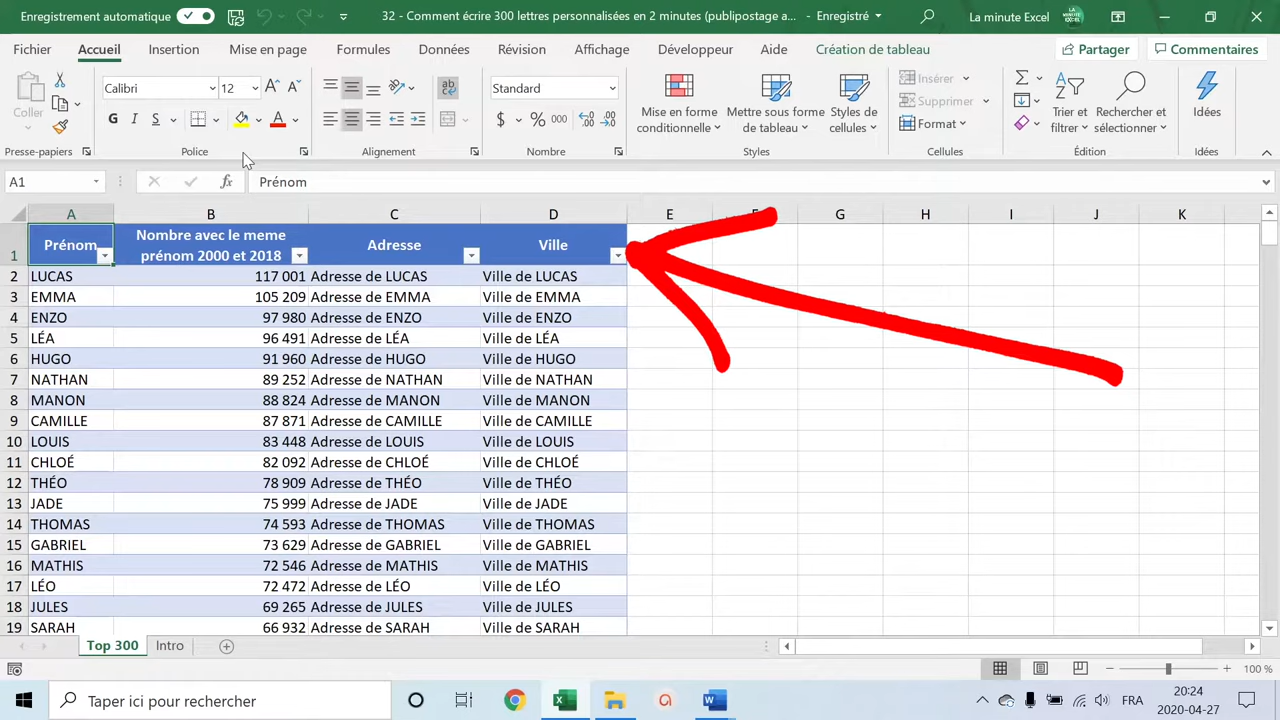 Enregistrement automatique
32 - Comment écrire 300 lettres personnalisées en 2 minutes (publipostage a... - Enregistré
La minute Excel
Fichier Accueil Insertion Mise en page Formules Données Révision Affichage Développeur Aide Création de tableau Partager Commentaires
Coller
Calibri 12
G I S A
Standard
$ % 000
Mise en forme conditionnelle
Mettre sous forme de tableau
Styles de cellules
Insérer
Supprimer
Format
Trier et filtrer
Rechercher et sélectionner
Idées
Presse-papiers Police Alignement Nombre Styles Cellules Édition Idées
A1 fx Prénom
A B C D E F G H I J K
1 Prénom Nombre avec le meme prénom 2000 et 2018 Adresse Ville
2 LUCAS 117 001 Adresse de LUCAS Ville de LUCAS
3 EMMA 105 209 Adresse de EMMA Ville de EMMA
4 ENZO 97 980 Adresse de ENZO Ville de ENZO
5 LÉA 96 491 Adresse de LÉA Ville de LÉA
6 HUGO 91 960 Adresse de HUGO Ville de HUGO
7 NATHAN 89 252 Adresse de NATHAN Ville de NATHAN
8 MANON 88 824 Adresse de MANON Ville de MANON
9 CAMILLE 87 871 Adresse de CAMILLE Ville de CAMILLE
10 LOUIS 83 448 Adresse de LOUIS Ville de LOUIS
11 CHLOÉ 82 092 Adresse de CHLOÉ Ville de CHLOÉ
12 THÉO 78 909 Adresse de THÉO Ville de THÉO
13 JADE 75 999 Adresse de JADE Ville de JADE
14 THOMAS 74 593 Adresse de THOMAS Ville de THOMAS
15 GABRIEL 73 629 Adresse de GABRIEL Ville de GABRIEL
16 MATHIS 72 546 Adresse de MATHIS Ville de MATHIS
17 LÉO 72 472 Adresse de LÉO Ville de LÉO
18 JULES 69 265 Adresse de JULES Ville de JULES
19 SARAH 66 932 Adresse de SARAH Ville de SARAH
Top 300 Intro
100 %
Taper ici pour rechercher
FRA
20:24
2020-04-27